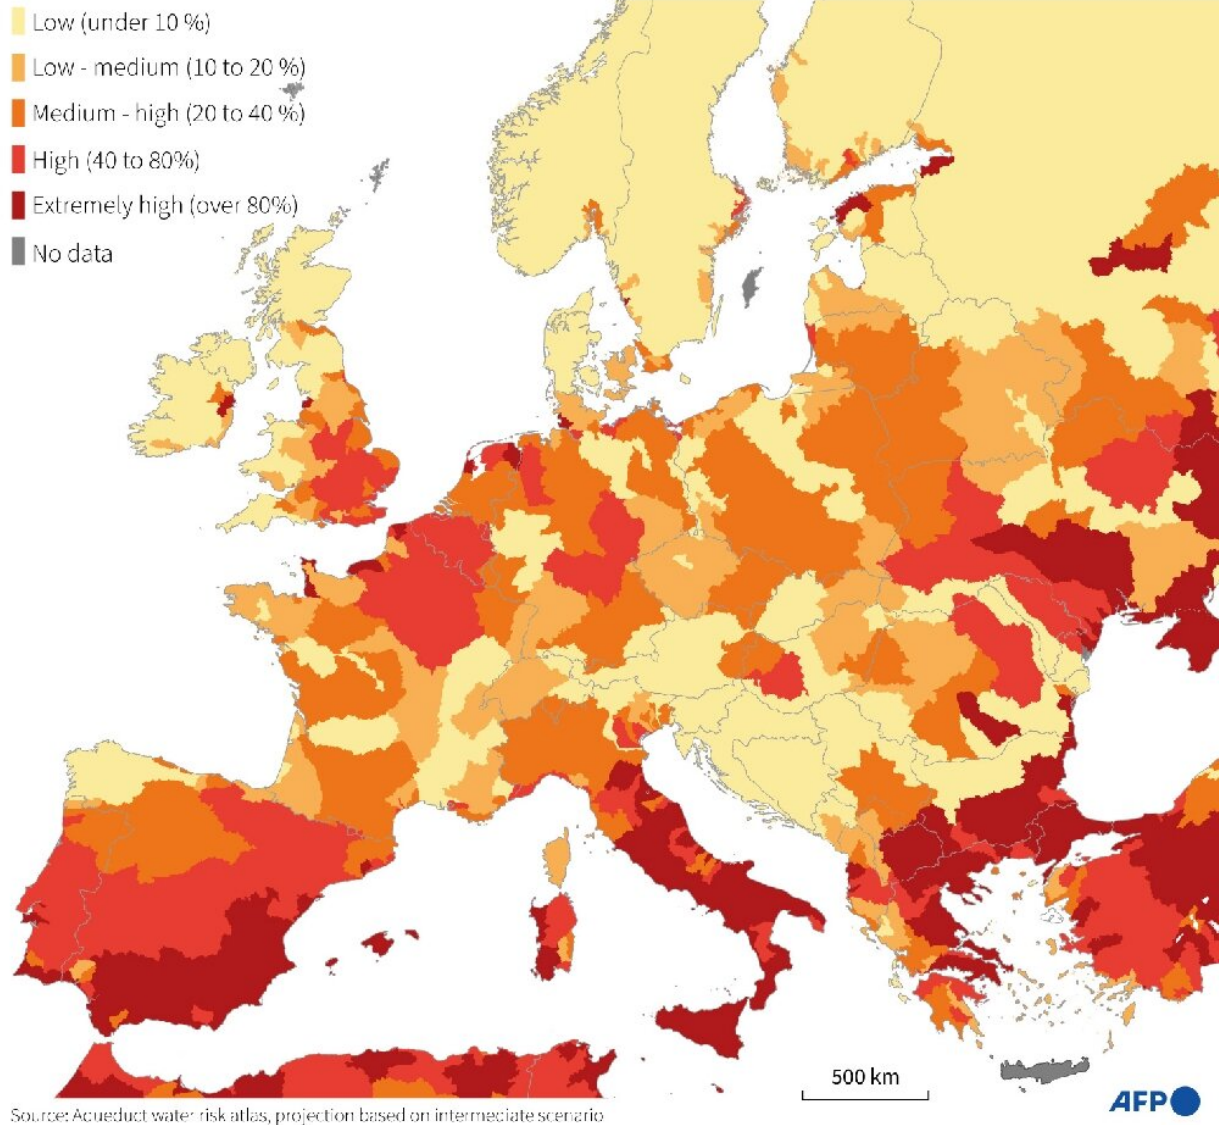 Low (under 10 %)
Low - medium (10 to 20 %)
Medium - high (20 to 40 %)
High (40 to 80%)
Extremely high (over 80%)
No data
500 km
AFP
Source: Aqueduct water risk atlas, projection based on intermediate scenario